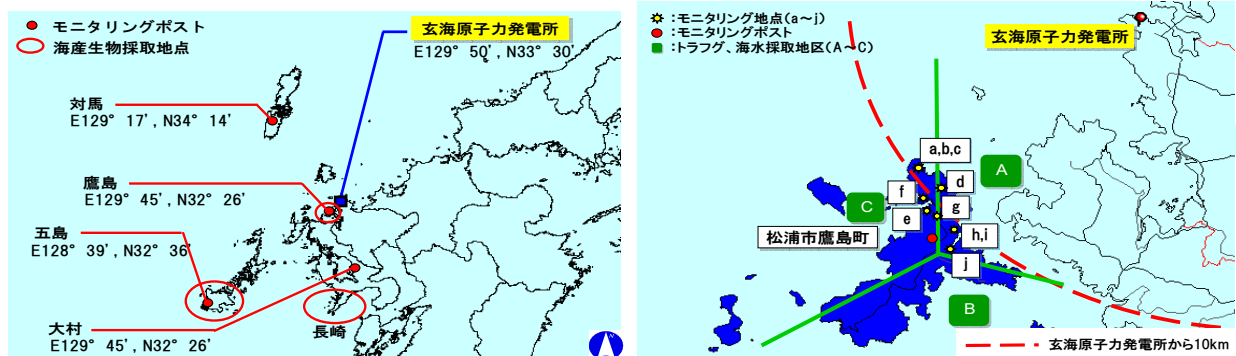 モニタリングポスト
海産生物採取地点
玄海原子力発電所
E129° 50′, N33° 30′
対馬
E129° 17′, N34° 14′
鷹島
E129° 45′, N32° 26′
五島
E128° 39′, N32° 36′
大村
E129° 45′, N32° 26′
長崎
:モニタリング地点(a～j)
:モニタリングポスト
:トラフグ、海水採取地区(A～C)
玄海原子力発電所
a,b,c
A
d
f
C
g
e
h,i
松浦市鷹島町
j
B
玄海原子力発電所から10km